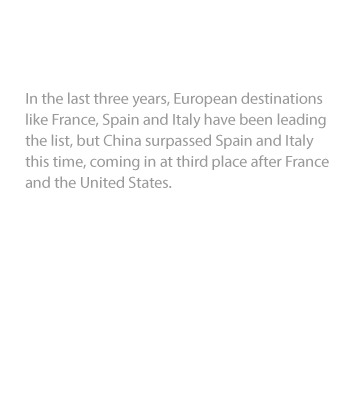 In the last three years, European destinations
like France, Spain and Italy have been leading
the list, but China surpassed Spain and Italy
this time, coming in at third place after France
and the United States.